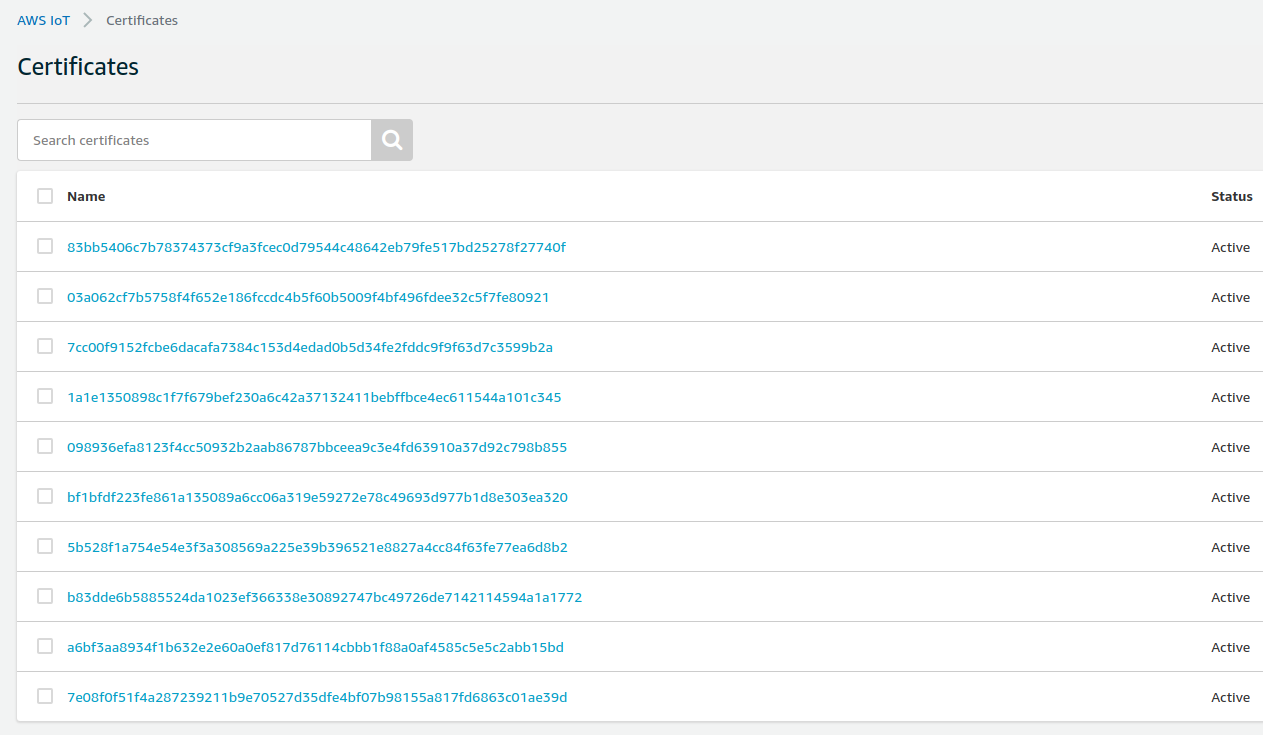 AWS IoT > Certificates
Certificates
Search certificates
Name Status
83bb5406c7b78374373cf9a3fcec0d79544c48642eb79fe517bd25278f27740f Active
03a062cf7b5758f4f652e186fccdc4b5f60b5009f4bf496fdee32c5f7fe80921 Active
7cc00f9152fcbe6dacafa7384c153d4edad0b5d34fe2fddc9f9f63d7c3599b2a Active
1a1e1350898c1f7f679bef230a6c42a37132411bebffbce4ec611544a101c345 Active
098936efa8123f4cc50932b2aab86787bbceea9c3e4fd63910a37d92c798b855 Active
bf1bfdf223fe861a135089a6cc06a319e59272e78c49693d977b1d8e303ea320 Active
5b528f1a754e54e3f3a308569a225e39b396521e8827a4cc84f63fe77ea6d8b2 Active
b83dde6b5885524da1023ef366338e30892747bc49726de7142114594a1a1772 Active
a6bf3aa8934f1b632e2e60a0ef817d76114cbbb1f88a0af4585c5e5c2abb15bd Active
7e08f0f51f4a287239211b9e70527d35dfe4bf07b98155a817fd6863c01ae39d Active